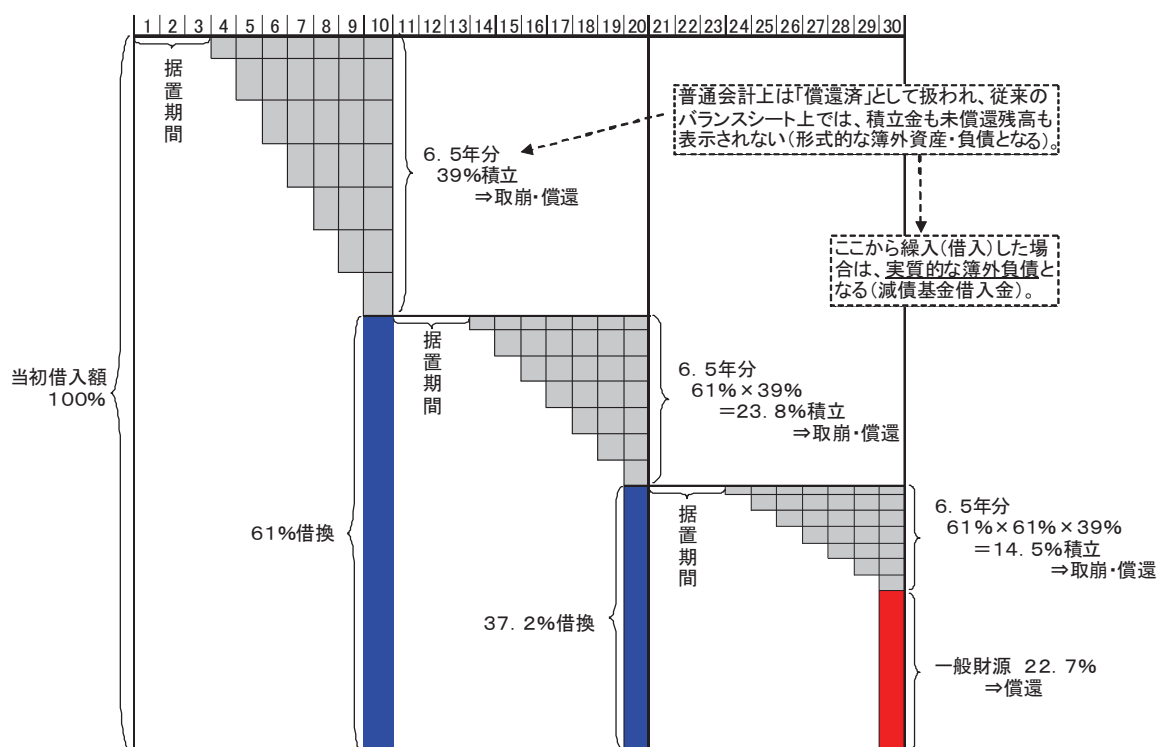 1 2 3 4 5 6 7 8 9 10 11 12 13 14 15 16 17 18 19 20 21 22 23 24 25 26 27 28 29 30
据置期間
普通会計上は「償還済」として扱われ、従来の
バランスシート上では、積立金も未償還残高も
表示されない(形式的な簿外資産・負債となる)。
6.5年分
39%積立
⇒取崩・償還
ここから繰入(借入)した場
合は、実質的な簿外負債と
なる(減債基金借入金)。
当初借入額
100%
据置期間
6.5年分
61%×39%
=23.8%積立
⇒取崩・償還
61%借換
据置期間
6.5年分
61%×61%×39%
=14.5%積立
⇒取崩・償還
37.2%借換
一般財源 22.7%
⇒償還